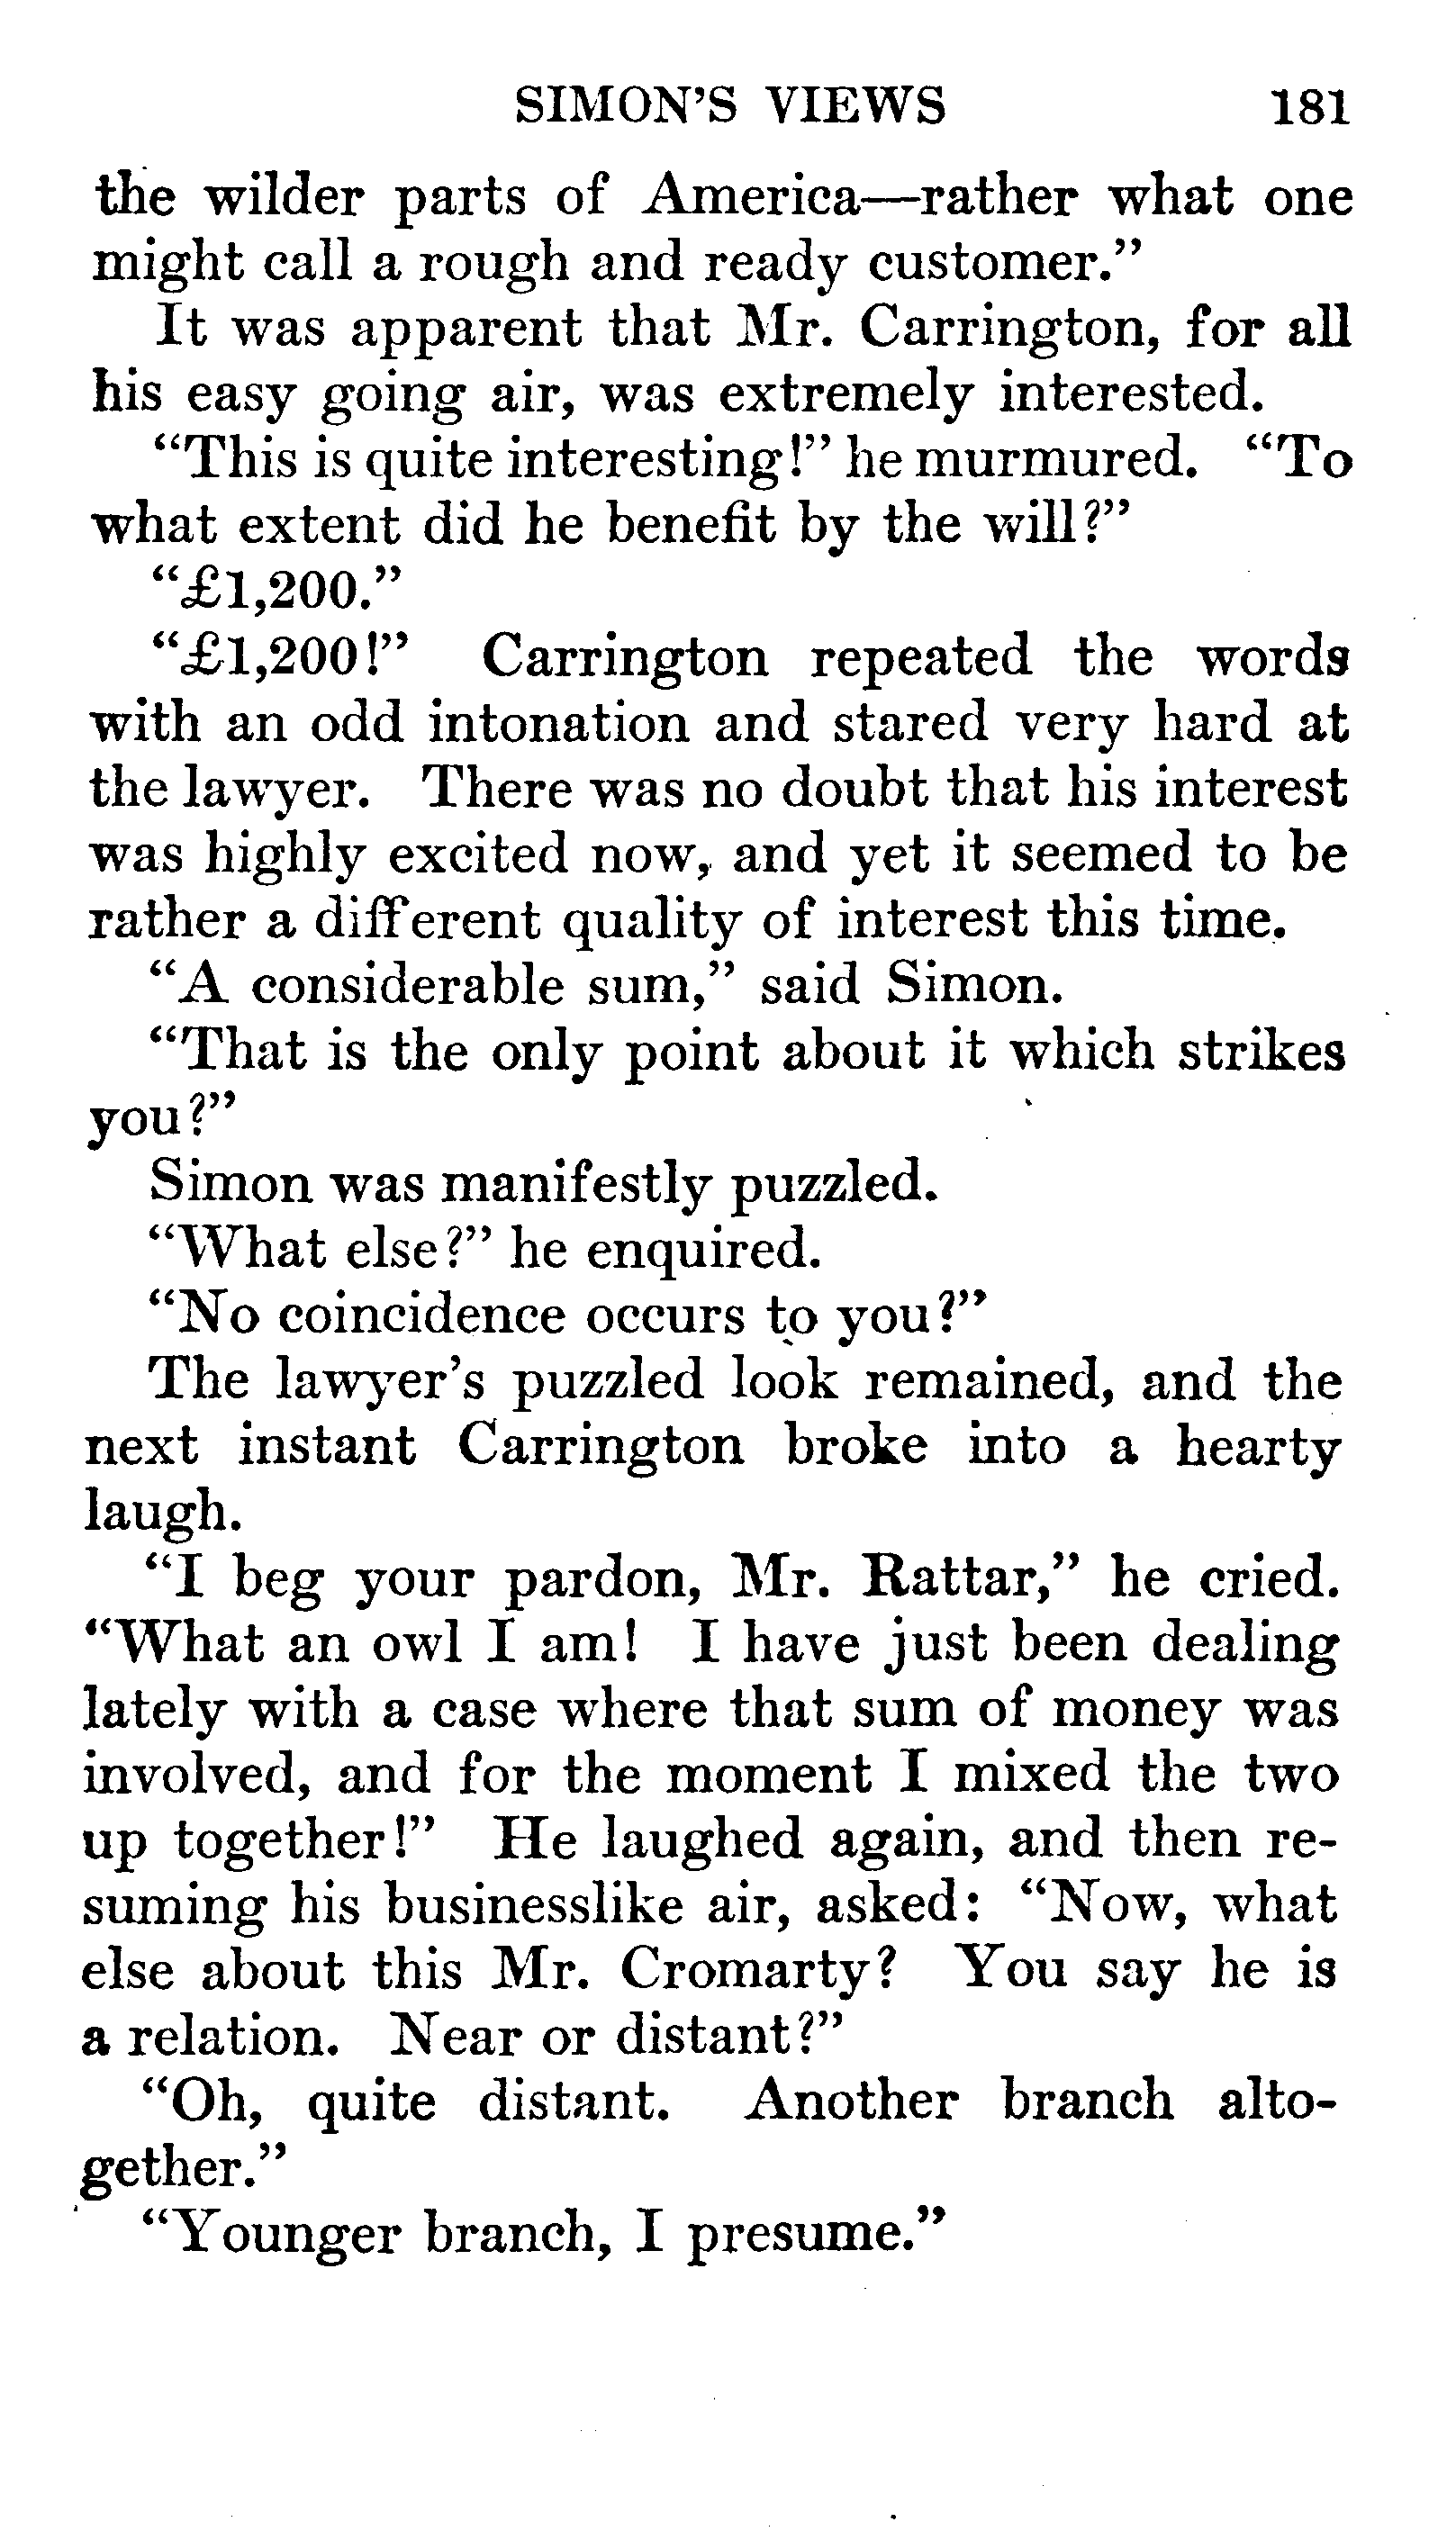 SIMON'S VIEWS 181
the wilder parts of America—rather what one
might call a rough and ready customer."
It was apparent that Mr. Carrington, for all
his easy going air, was extremely interested.
"This is quite interesting!" he murmured. "To
what extent did he benefit by the will?"
"£1,200."
"£1,200!" Carrington repeated the words
with an odd intonation and stared very hard at
the lawyer. There was no doubt that his interest
was highly excited now, and yet it seemed to be
rather a different quality of interest this time.
"A considerable sum," said Simon.
"That is the only point about it which strikes
you?"
Simon was manifestly puzzled.
"What else?" he enquired.
"No coincidence occurs to you?"
The lawyer's puzzled look remained, and the
next instant Carrington broke into a hearty
laugh.
"I beg your pardon, Mr. Rattar," he cried.
"What an owl I am! I have just been dealing
lately with a case where that sum of money was
involved, and for the moment I mixed the two
up together!" He laughed again, and then re-
suming his businesslike air, asked: "Now, what
else about this Mr. Cromarty? You say he is
a relation. Near or distant?"
"Oh, quite distant. Another branch alto-
gether."
"Younger branch, I presume."